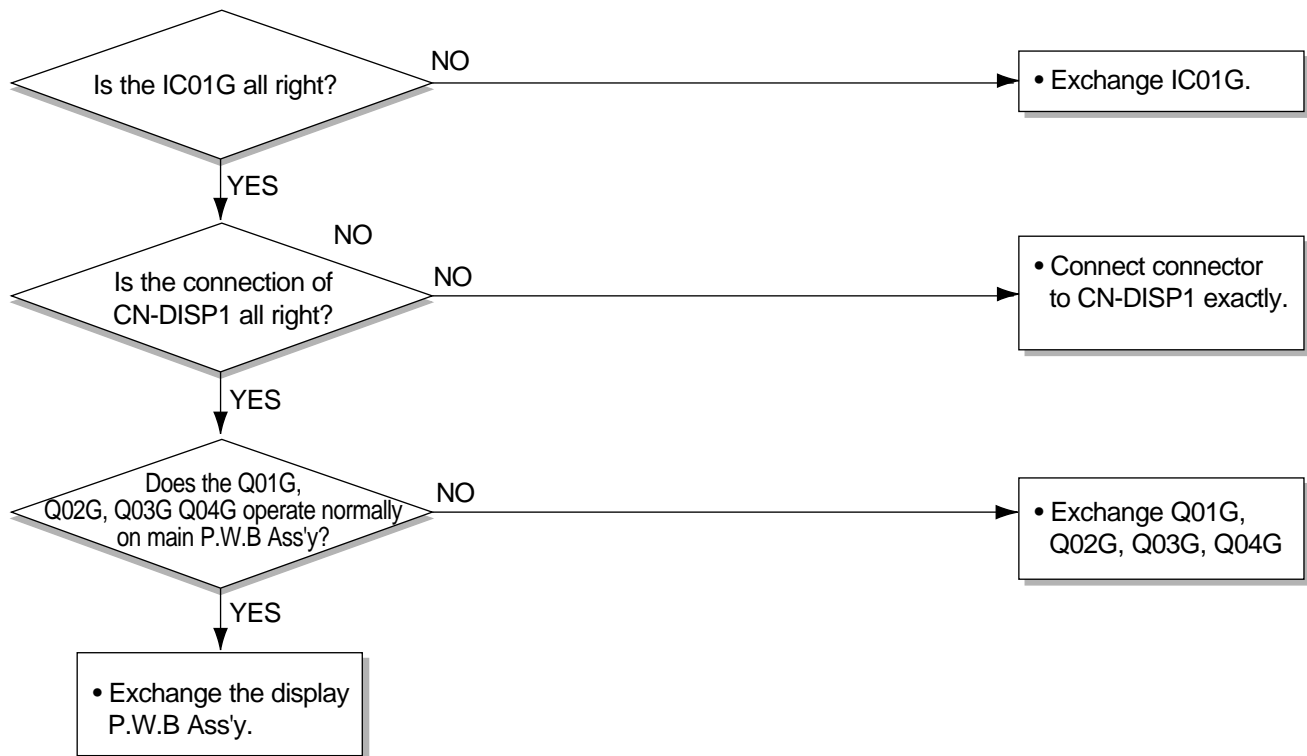 Is the IC01G all right?
NO
• Exchange IC01G.
YES
NO
Is the connection of
CN-DISP1 all right?
NO
• Connect connector
to CN-DISP1 exactly.
YES
Does the Q01G,
Q02G, Q03G Q04G operate normally
on main P.W.B Ass'y?
NO
• Exchange Q01G,
Q02G, Q03G, Q04G
YES
• Exchange the display
P.W.B Ass'y.